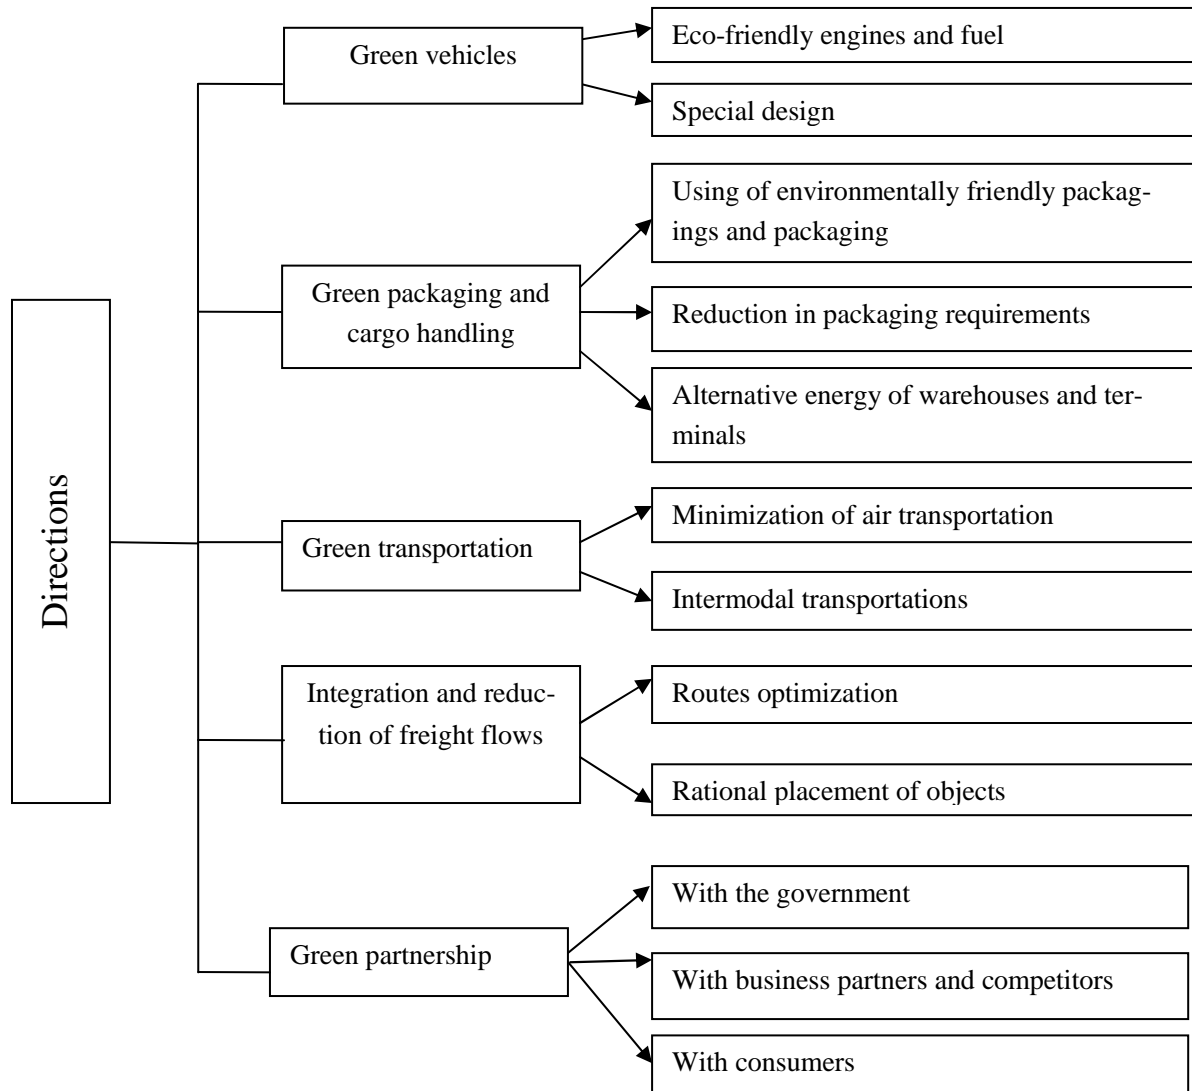 Directions
Green vehicles
Eco-friendly engines and fuel
Special design
Green packaging and
cargo handling
Using of environmentally friendly packag-
ings and packaging
Reduction in packaging requirements
Alternative energy of warehouses and ter-
minals
Green transportation
Minimization of air transportation
Intermodal transportations
Integration and reduc-
tion of freight flows
Routes optimization
Rational placement of objects
Green partnership
With the government
With business partners and competitors
With consumers